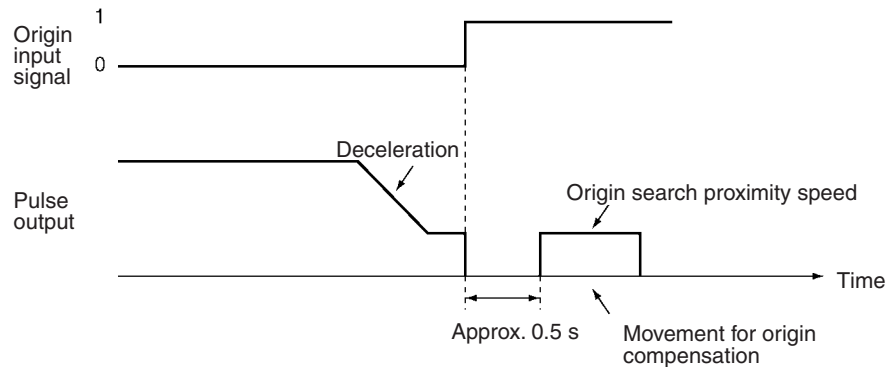 Origin
input
signal
1
0
Deceleration
Pulse
output
Origin search proximity speed
Time
Approx. 0.5 s
Movement for origin
compensation